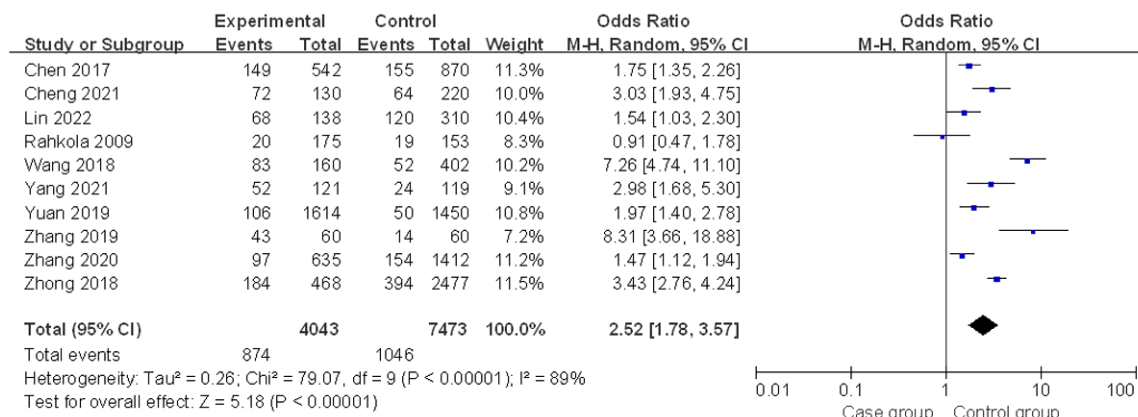 Experimental Control Odds Ratio Odds Ratio
Study or Subgroup Events Total Events Total Weight M-H, Random, 95% CI M-H, Random, 95% CI
Chen 2017 149 542 155 870 11.3% 1.75 [1.35, 2.26]
Cheng 2021 72 130 64 220 10.0% 3.03 [1.93, 4.75]
Lin 2022 68 138 120 310 10.4% 1.54 [1.03, 2.30]
Rahkola 2009 20 175 19 153 8.3% 0.91 [0.47, 1.78]
Wang 2018 83 160 52 402 10.2% 7.26 [4.74, 11.10]
Yang 2021 52 121 24 119 9.1% 2.98 [1.68, 5.30]
Yuan 2019 106 1614 50 1450 10.8% 1.97 [1.40, 2.78]
Zhang 2019 43 60 14 60 7.2% 8.31 [3.66, 18.88]
Zhang 2020 97 635 154 1412 11.2% 1.47 [1.12, 1.94]
Zhong 2018 184 468 394 2477 11.5% 3.43 [2.76, 4.24]
Total (95% CI) 4043 7473 100.0% 2.52 [1.78, 3.57]
Total events 874 1046
Heterogeneity: Tau² = 0.26; Chi² = 79.07, df = 9 (P < 0.00001); I² = 89%
Test for overall effect: Z = 5.18 (P < 0.00001)
0.01 0.1 1 10 100
Case group Control group